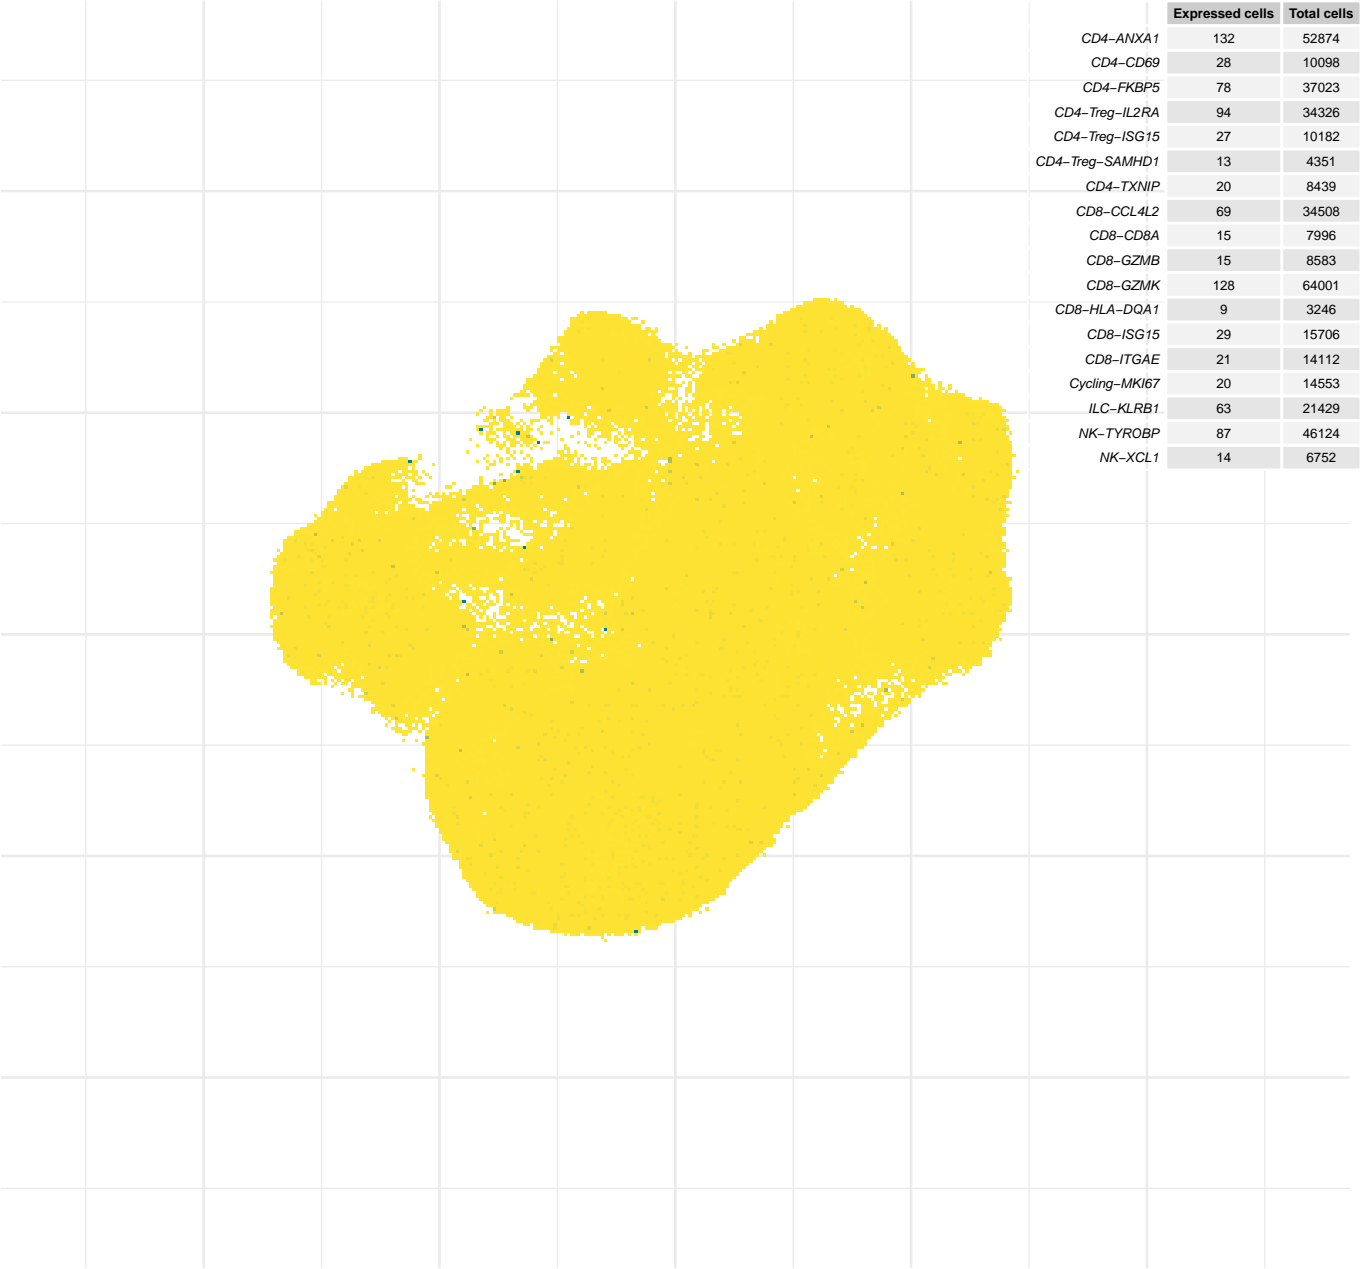 Expressed cells Total cells
CD4−ANXA1 132 52874
CD4−CD69 28 10098
CD4−FKBP5 78 37023
CD4−Treg−IL2RA 94 34326
CD4−Treg−ISG15 27 10182
CD4−Treg−SAMHD1 13 4351
CD4−TXNIP 20 8439
CD8−CCL4L2 69 34508
CD8−CD8A 15 7996
CD8−GZMB 15 8583
CD8−GZMK 128 64001
CD8−HLA−DQA1 9 3246
CD8−ISG15 29 15706
CD8−ITGAE 21 14112
Cycling−MKI67 20 14553
ILC−KLRB1 63 21429
NK−TYROBP 87 46124
NK−XCL1 14 6752